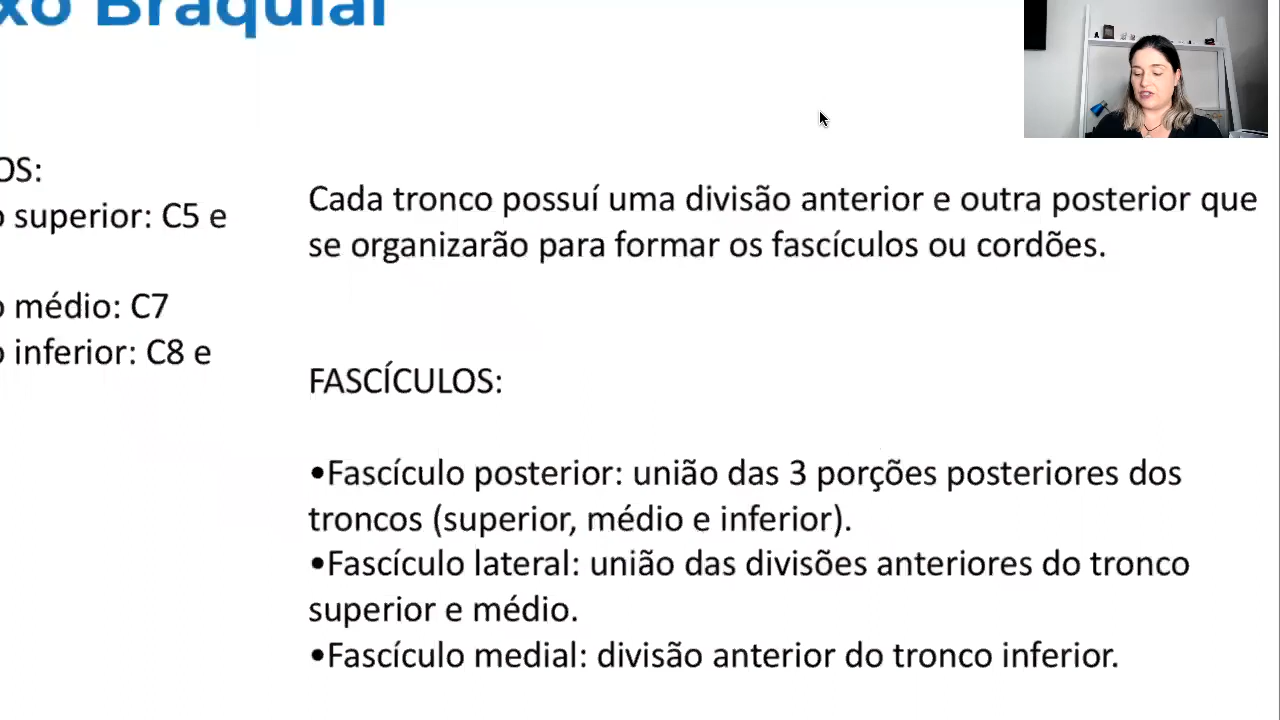 xo Braquial
OS:
o superior: C5 e
o médio: C7
o inferior: C8 e
Cada tronco possuí uma divisão anterior e outra posterior que
se organizarão para formar os fascículos ou cordões.
FASCÍCULOS:
•Fascículo posterior: união das 3 porções posteriores dos
troncos (superior, médio e inferior).
•Fascículo lateral: união das divisões anteriores do tronco
superior e médio.
•Fascículo medial: divisão anterior do tronco inferior.